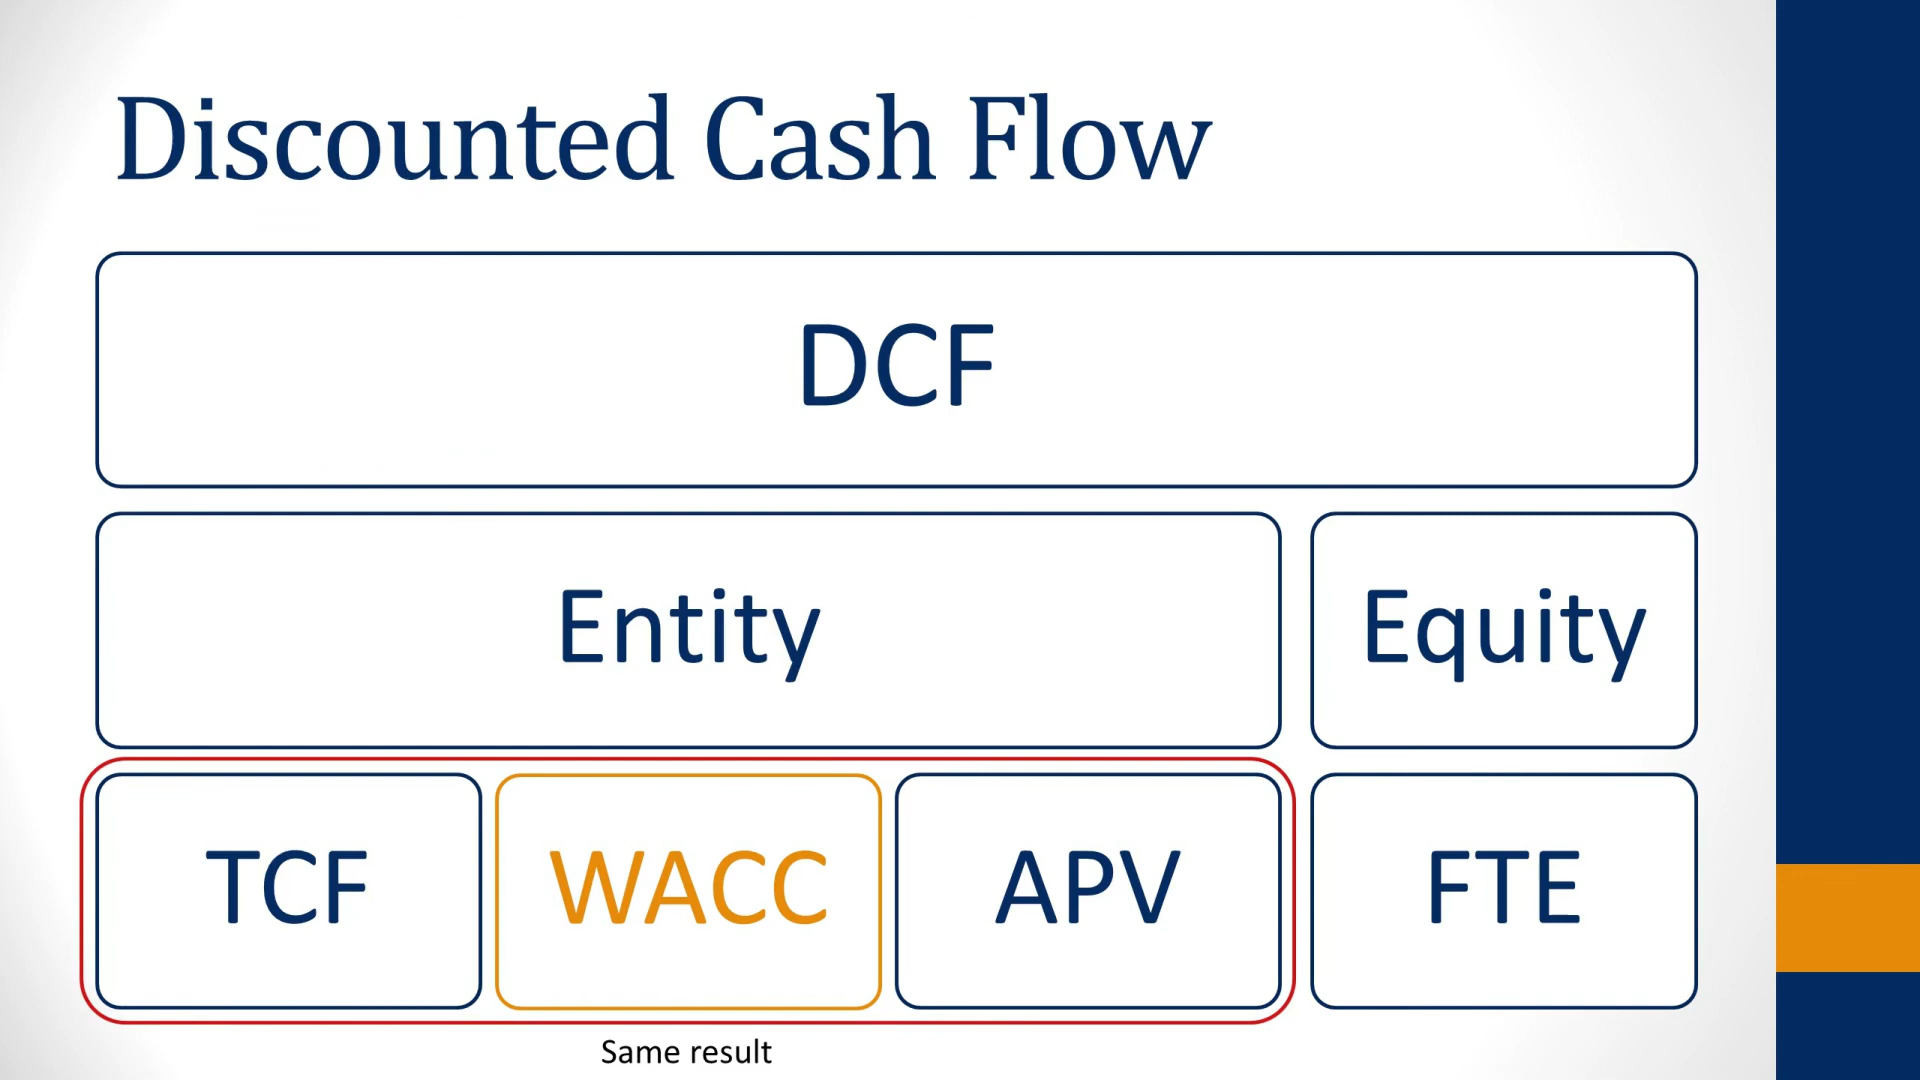 Discounted Cash Flow
DCF
Entity
Equity
TCF
WACC
APV
FTE
Same result